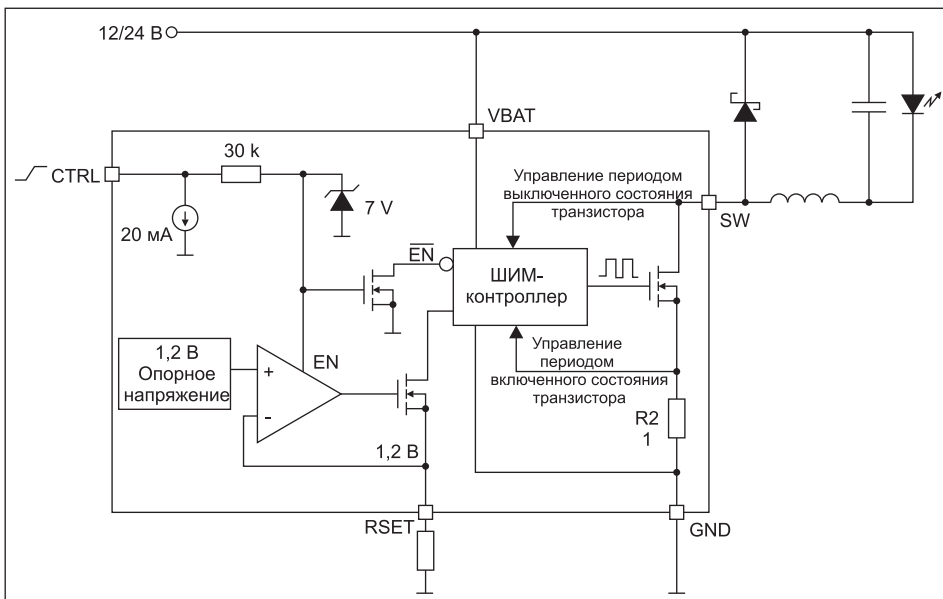 12/24 В
VBAT
30 k
CTRL
7 V
20 мА
Управление периодом
выключенного состояния
транзистора
SW
EN
ШИМ-
контроллер
1,2 В
Опорное
напряжение
EN
+
-
Управление
периодом
включенного состояния
транзистора
R2
1
1,2 В
RSET
GND